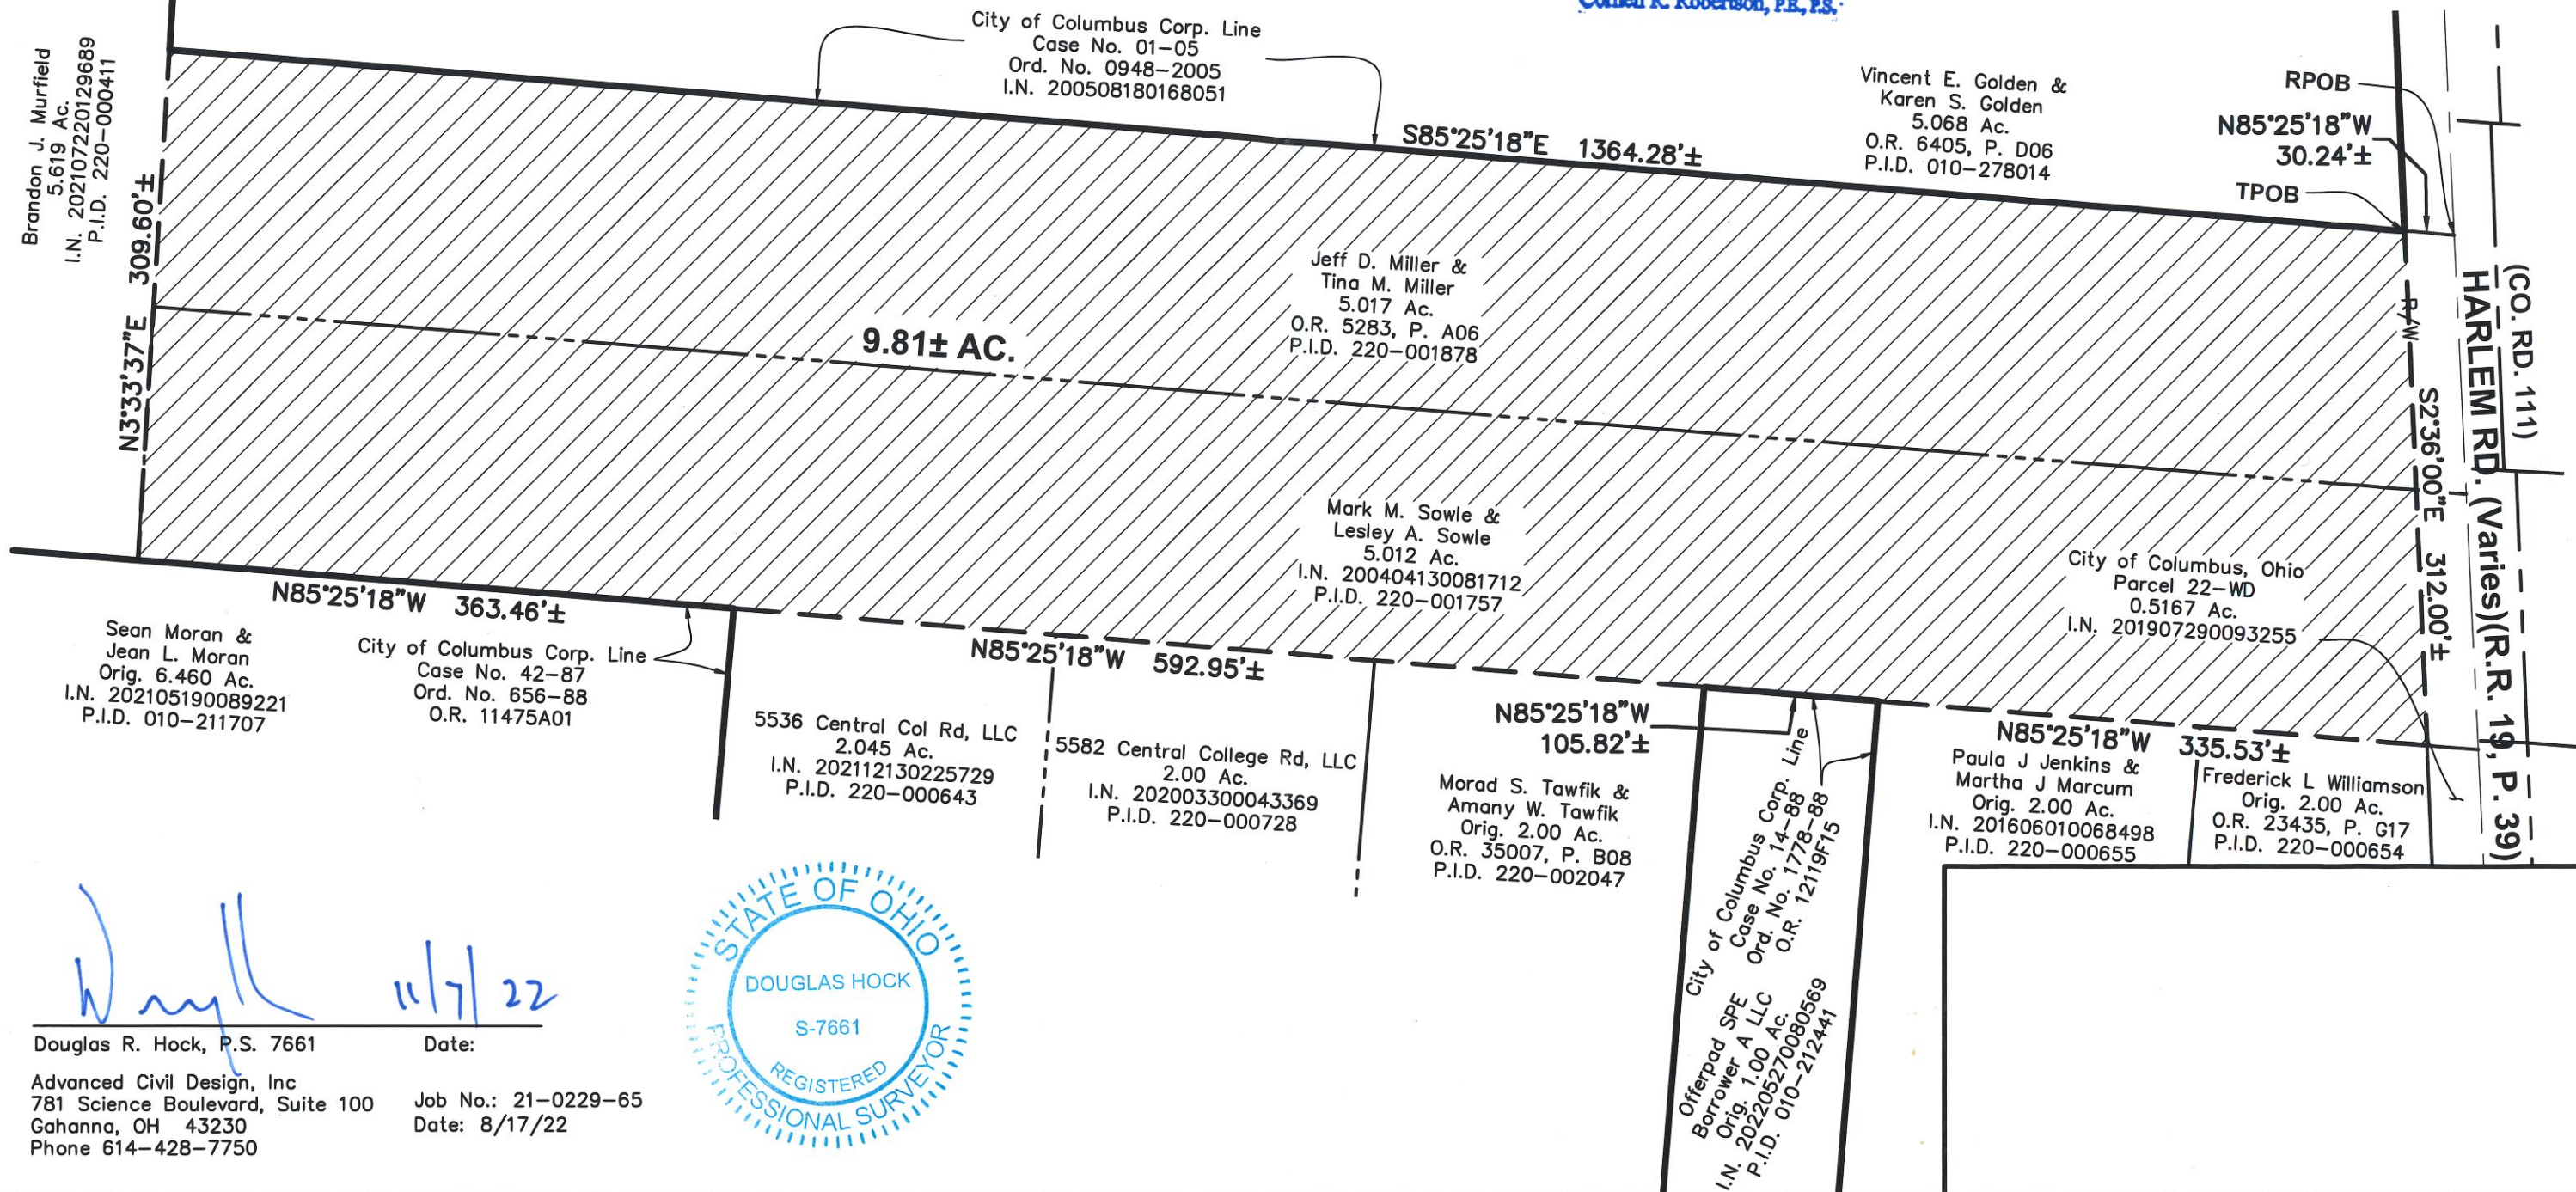 Cornell R. Robertson, P.E., P.S.
City of Columbus Corp. Line
Case No. 01-05
Ord. No. 0948-2005
I.N. 200508180168051
Brandon J. Murfield
5.619 Ac.
I.N. 202107220129689
P.I.D. 220-000411
Vincent E. Golden &
Karen S. Golden
5.068 Ac.
O.R. 6405, P. D06
P.I.D. 010-278014
RPOB
N85°25'18"W
30.24'±
TPOB
S85°25'18"E 1364.28'±
N3°33'37"E 309.60'±
Jeff D. Miller &
Tina M. Miller
5.017 Ac.
O.R. 5283, P. A06
P.I.D. 220-001878
9.81± AC.
R/W
S2°36'00"E 312.00'±
(CO. RD. 1111)
HARLEM RD. (Varies)(R.R. 19, P. 39)
Mark M. Sowle &
Lesley A. Sowle
5.012 Ac.
I.N. 200404130081712
P.I.D. 220-001757
City of Columbus, Ohio
Parcel 22-WD
0.5167 Ac.
I.N. 201907290093255
N85°25'18"W 363.46'±
Sean Moran &
Jean L. Moran
Orig. 6.460 Ac.
I.N. 202105190089221
P.I.D. 010-211707
City of Columbus Corp. Line
Case No. 42-87
Ord. No. 656-88
O.R. 11475A01
N85°25'18"W 592.95'±
5536 Central Col Rd, LLC
2.045 Ac.
I.N. 202112130225729
P.I.D. 220-000643
5582 Central College Rd, LLC
2.00 Ac.
I.N. 202003300043369
P.I.D. 220-000728
N85°25'18"W
105.82'±
Morad S. Tawfik &
Amany W. Tawfik
Orig. 2.00 Ac.
O.R. 35007, P. B08
P.I.D. 220-002047
City of Columbus Corp. Line
Case No. 14-88
Ord. No. 1778-88
O.R. 12119F15
Offerpad SPE
Borrower A LLC
Orig. 1.00 Ac.
I.N. 202205270080569
P.I.D. 010-212441
N85°25'18"W 335.53'±
Paula J Jenkins &
Martha J Marcum
Orig. 2.00 Ac.
I.N. 201606010068498
P.I.D. 220-000655
Frederick L Williamson
Orig. 2.00 Ac.
O.R. 23435, P. G17
P.I.D. 220-000654
11/7/22
Douglas R. Hock, P.S. 7661 Date:
Advanced Civil Design, Inc
781 Science Boulevard, Suite 100
Gahanna, OH 43230
Phone 614-428-7750
Job No.: 21-0229-65
Date: 8/17/22
STATE OF OHIO
DOUGLAS HOCK
S-7661
REGISTERED
PROFESSIONAL SURVEYOR